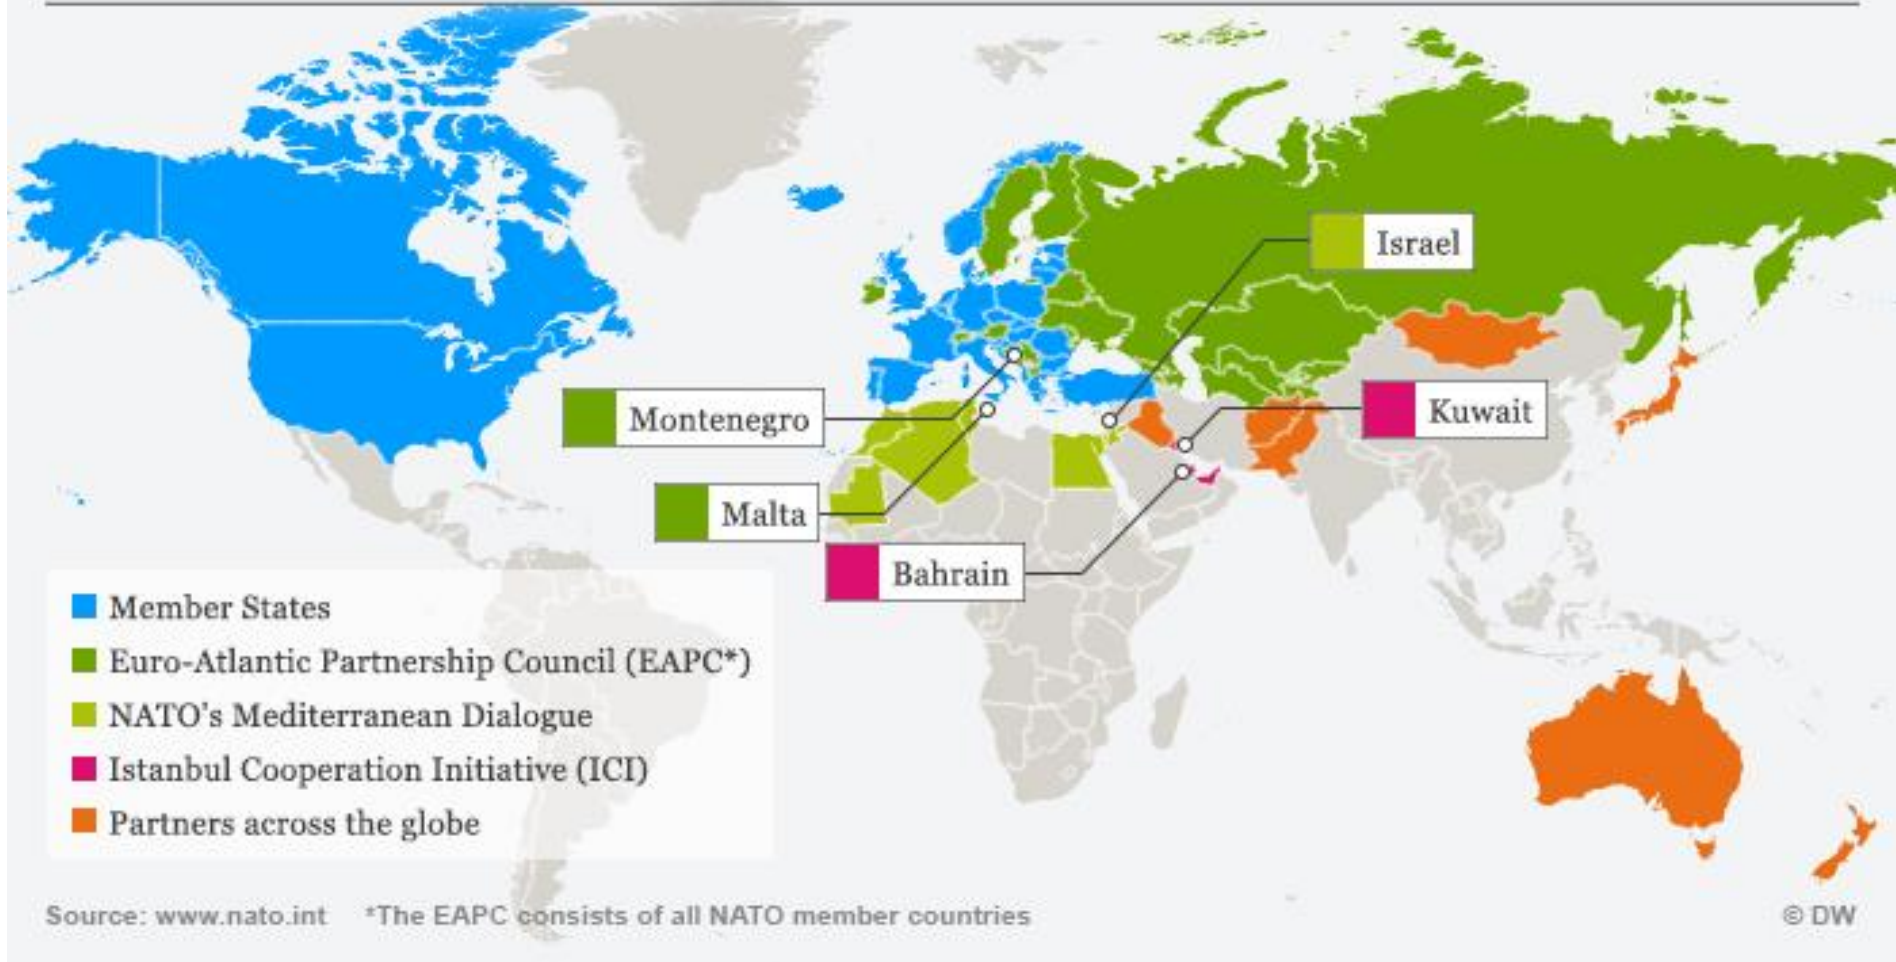 Israel
Montenegro
Kuwait
Malta
Bahrain
Member States
Euro-Atlantic Partnership Council (EAPC*)
NATO's Mediterranean Dialogue
Istanbul Cooperation Initiative (ICI)
Partners across the globe
Source: www.nato.int *The EAPC consists of all NATO member countries
© DW